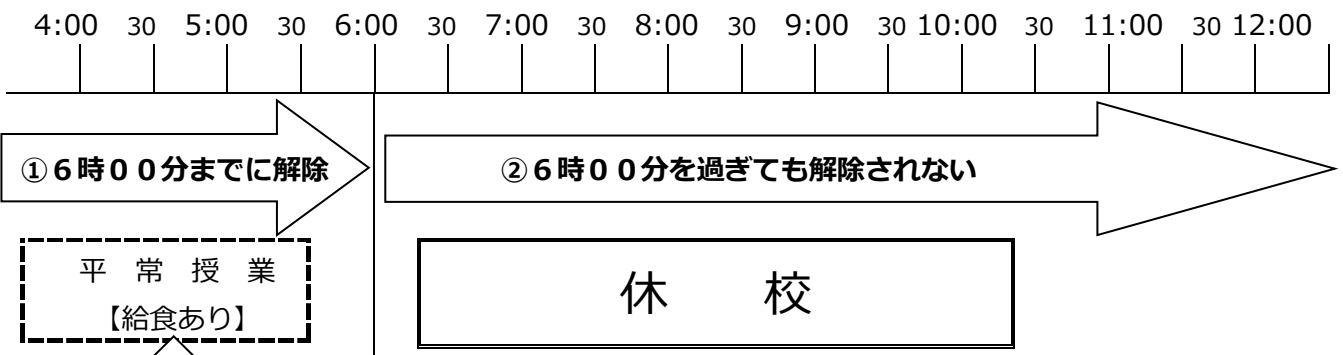 4:00 30 5:00 30 6:00 30 7:00 30 8:00 30 9:00 30 10:00 30 11:00 30 12:00
①６時００分までに解除
②６時００分を過ぎても解除されない
平 常 授 業
【給食あり】
休 校